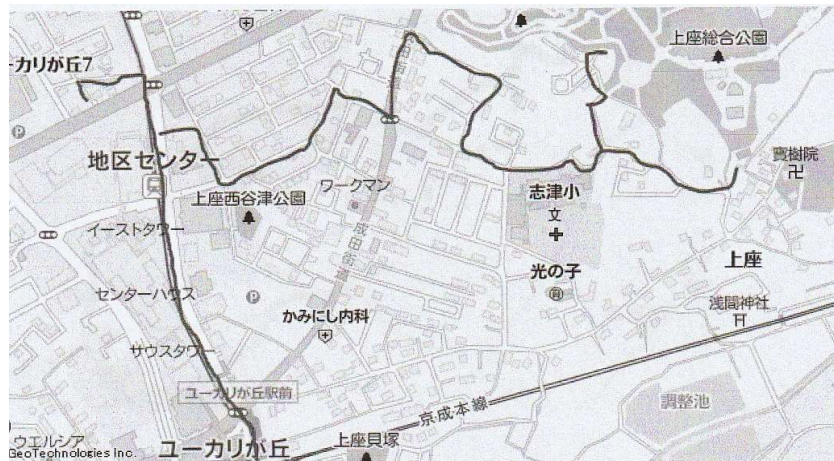 上座総合公園
ーカリが丘7
地区センター
ワークマン
志津小
文
寶樹院
上座西谷津公園
成田街道
イーストタワー
光の子
上座
センターハウス
かみにし内科
浅間神社
サウスタワー
ユーカリが丘駅前
京成本線
調整池
ウエルシア
ユーカリが丘
上座貝塚
GeoTechnologies Inc.